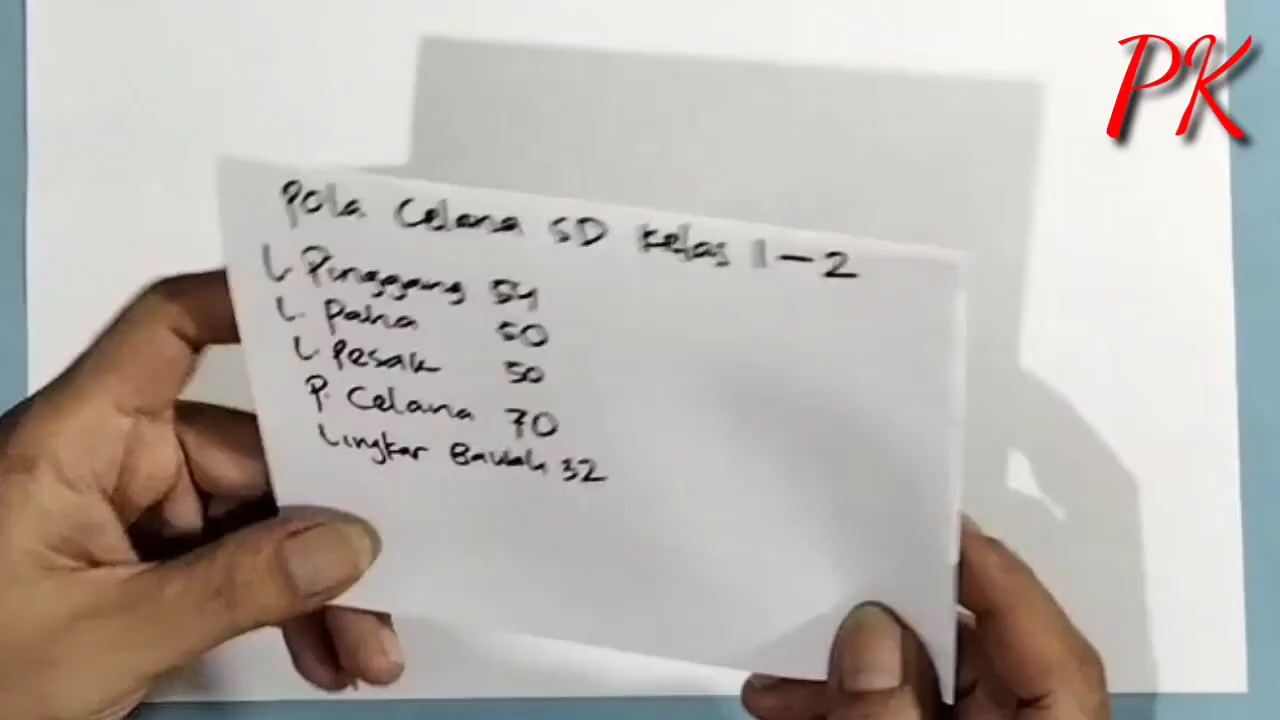 PK
Pola Celana SD Kelas 1-2
L Pinggang 54
L. Paha 50
L. Pesak 50
P. Celana 70
Lingkar Bawah 32